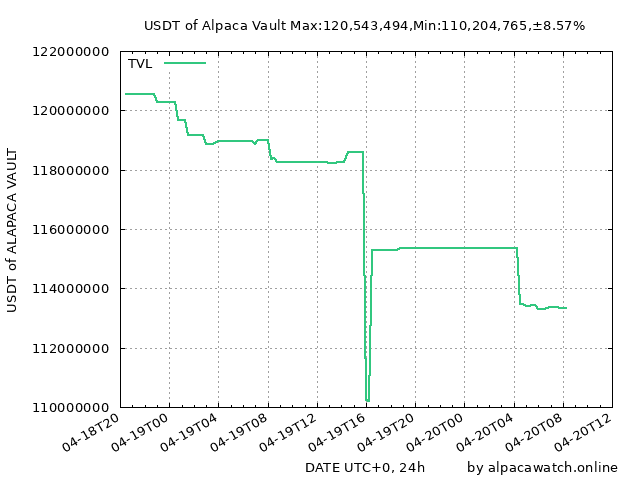 USDT of Alpaca Vault Max:120,543,494,Min:110,204,765,±8.57%
TVL
122000000
120000000
118000000
116000000
114000000
112000000
110000000
USDT of ALAPACA VAULT
04-18T20
04-19T00
04-19T04
04-19T08
04-19T12
04-19T16
04-19T20
04-20T00
04-20T04
04-20T08
04-20T12
DATE UTC+0, 24h
by alpacawatch.online